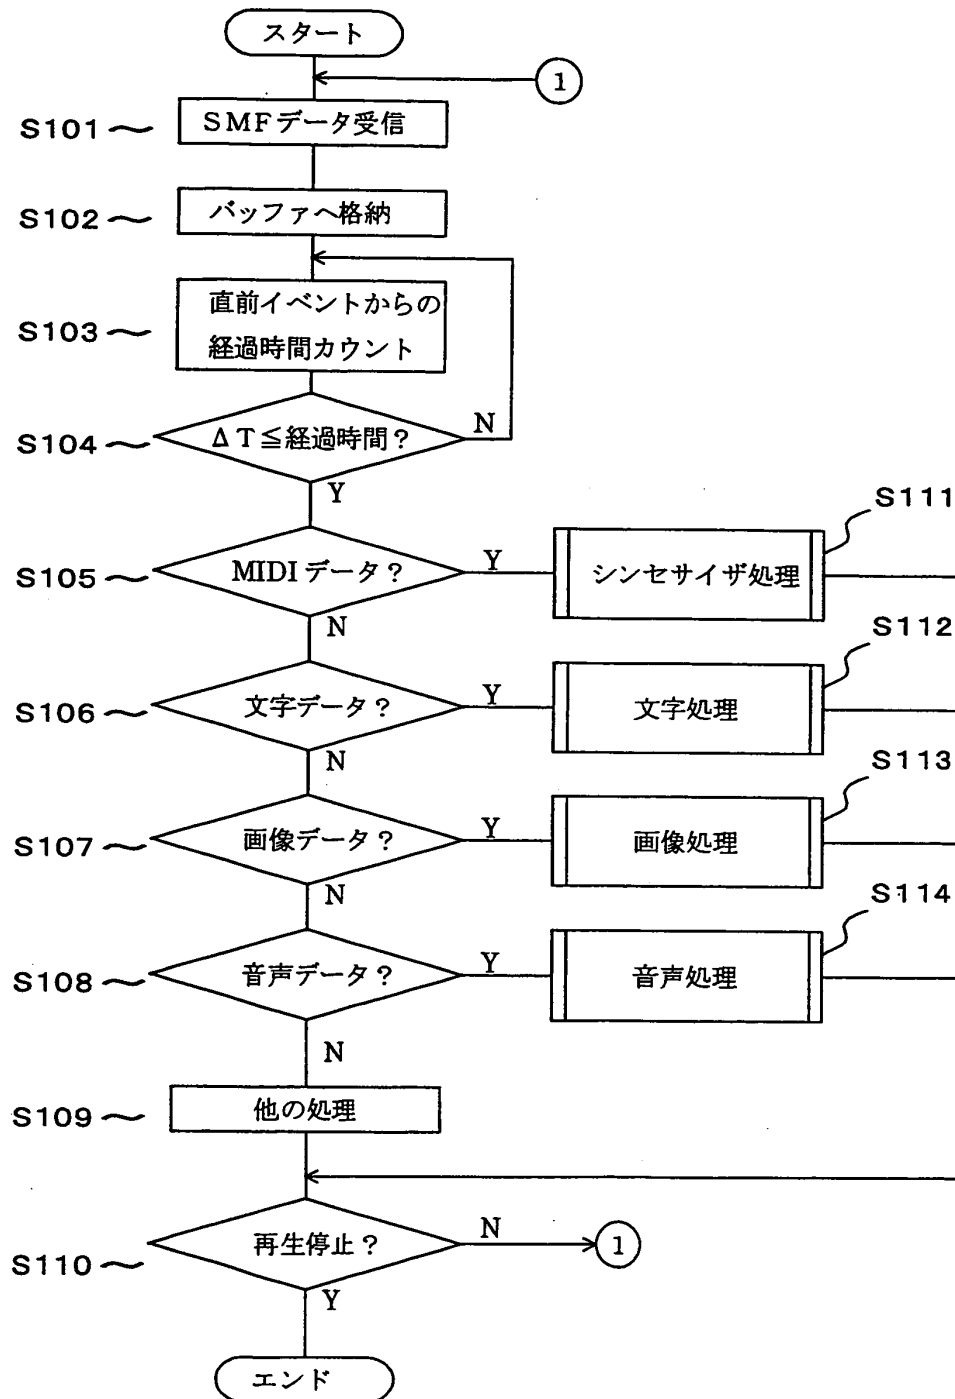 スタート
1
S101 SMFデータ受信
S102 バッファへ格納
直前イベントからの
S103
経過時間カウント
S104 ΔT≦経過時間? N
Y
S111
S105 MIDIデータ? Y シンセサイザ処理
N
S112
S106 文字データ? Y 文字処理
N
S113
S107 画像データ? Y 画像処理
N
S114
S108 音声データ? Y 音声処理
N
S109 他の処理
S110 再生停止? N 1
Y
エンド